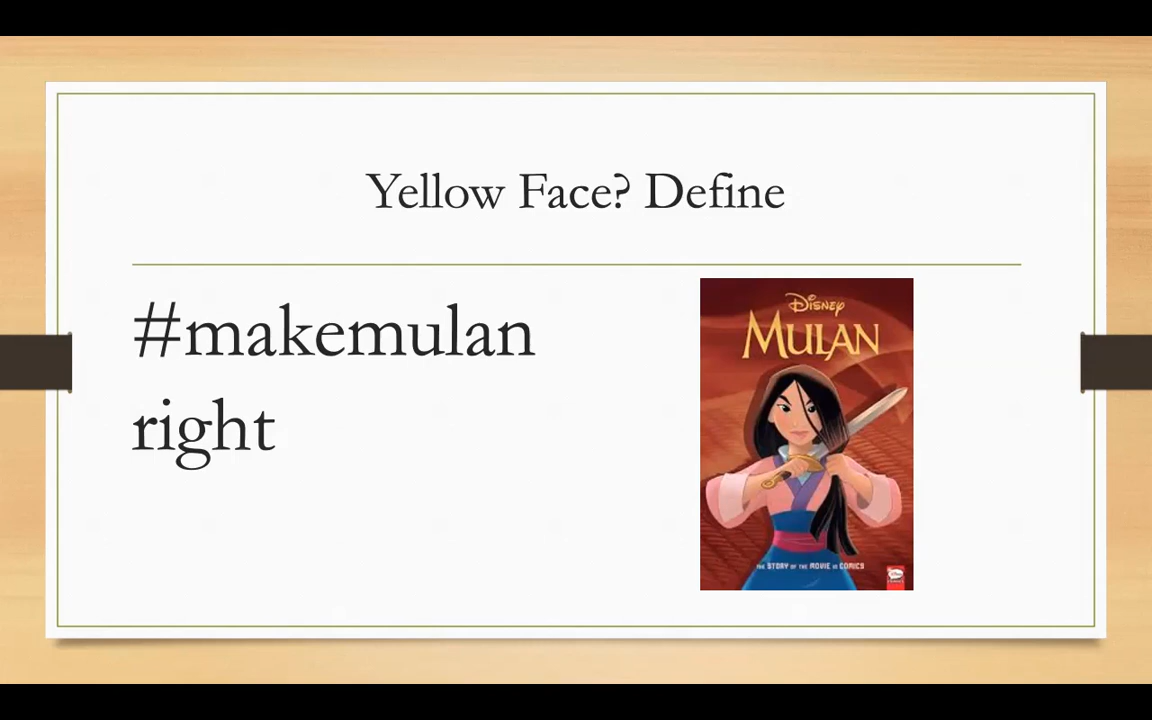 Yellow Face? Define
#makemulan
right
Disney
MULAN
THE STORY OF THE MOVIE IN COMICS